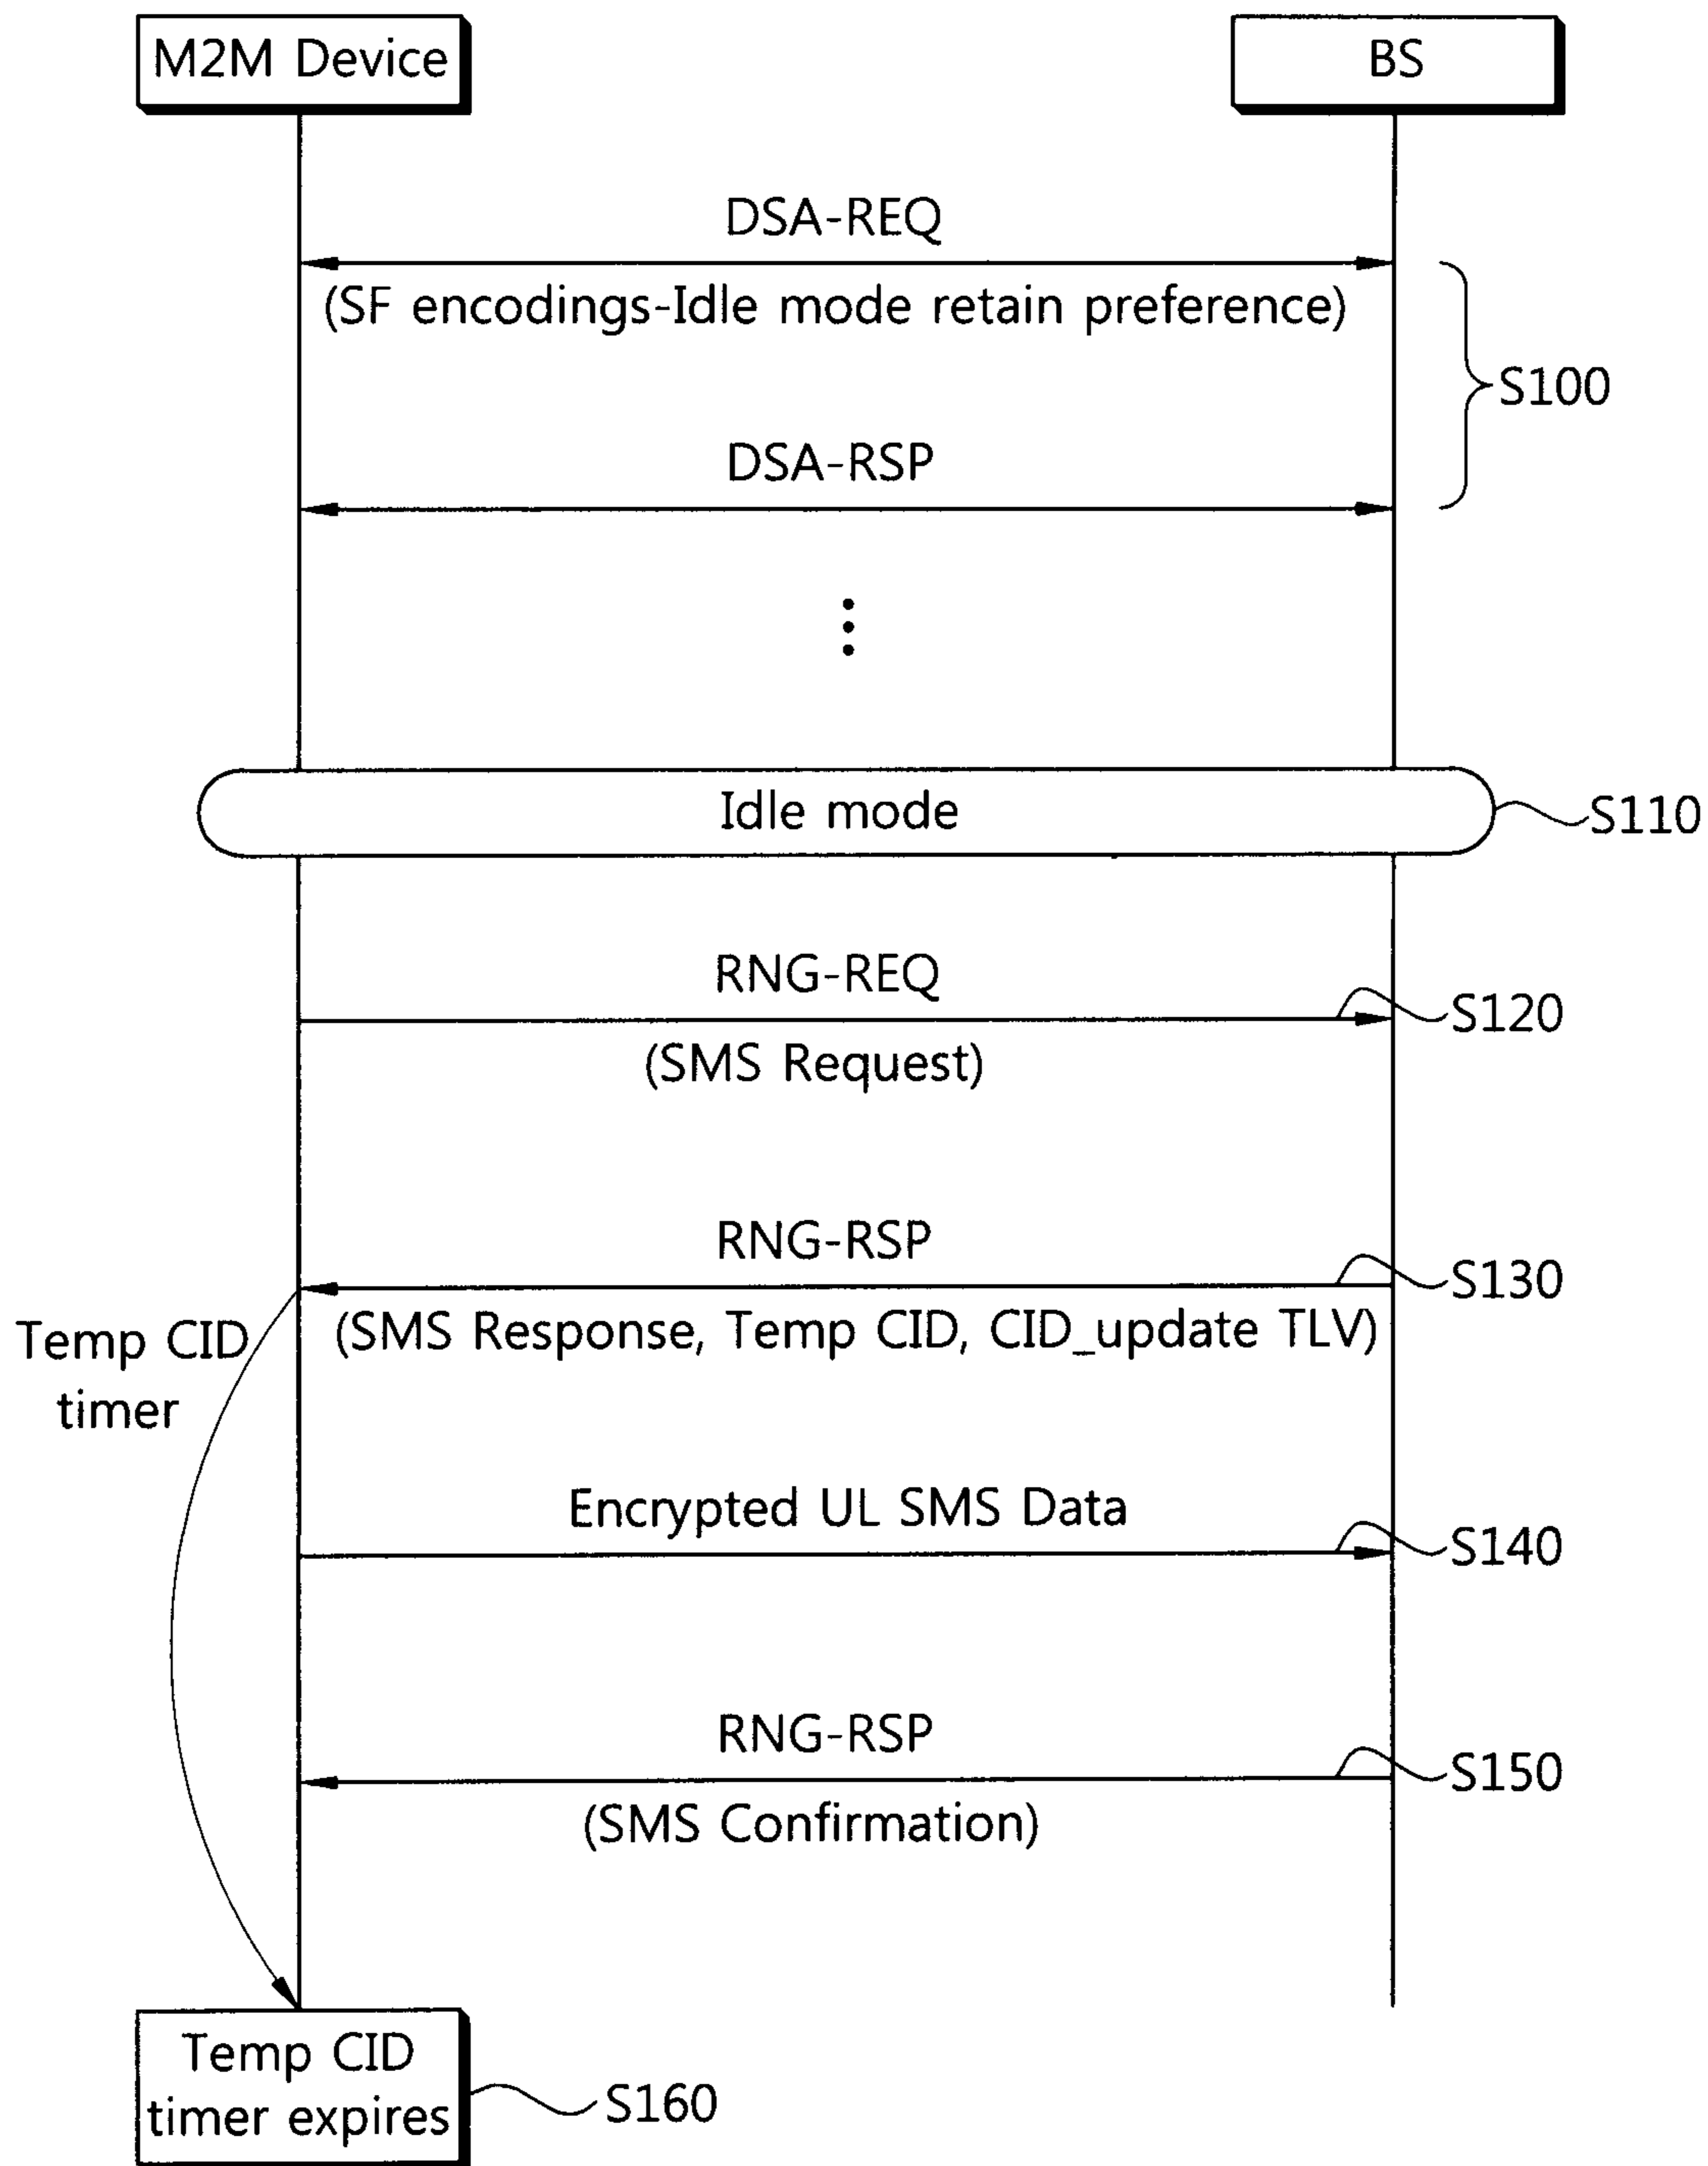 M2M Device
BS
DSA-REQ
(SF encodings-Idle mode retain preference)
S100
DSA-RSP
Idle mode
S110
RNG-REQ
S120
(SMS Request)
RNG-RSP
S130
(SMS Response, Temp CID, CID_update TLV)
Temp CID
timer
Encrypted UL SMS Data
S140
RNG-RSP
S150
(SMS Confirmation)
Temp CID
timer expires
S160